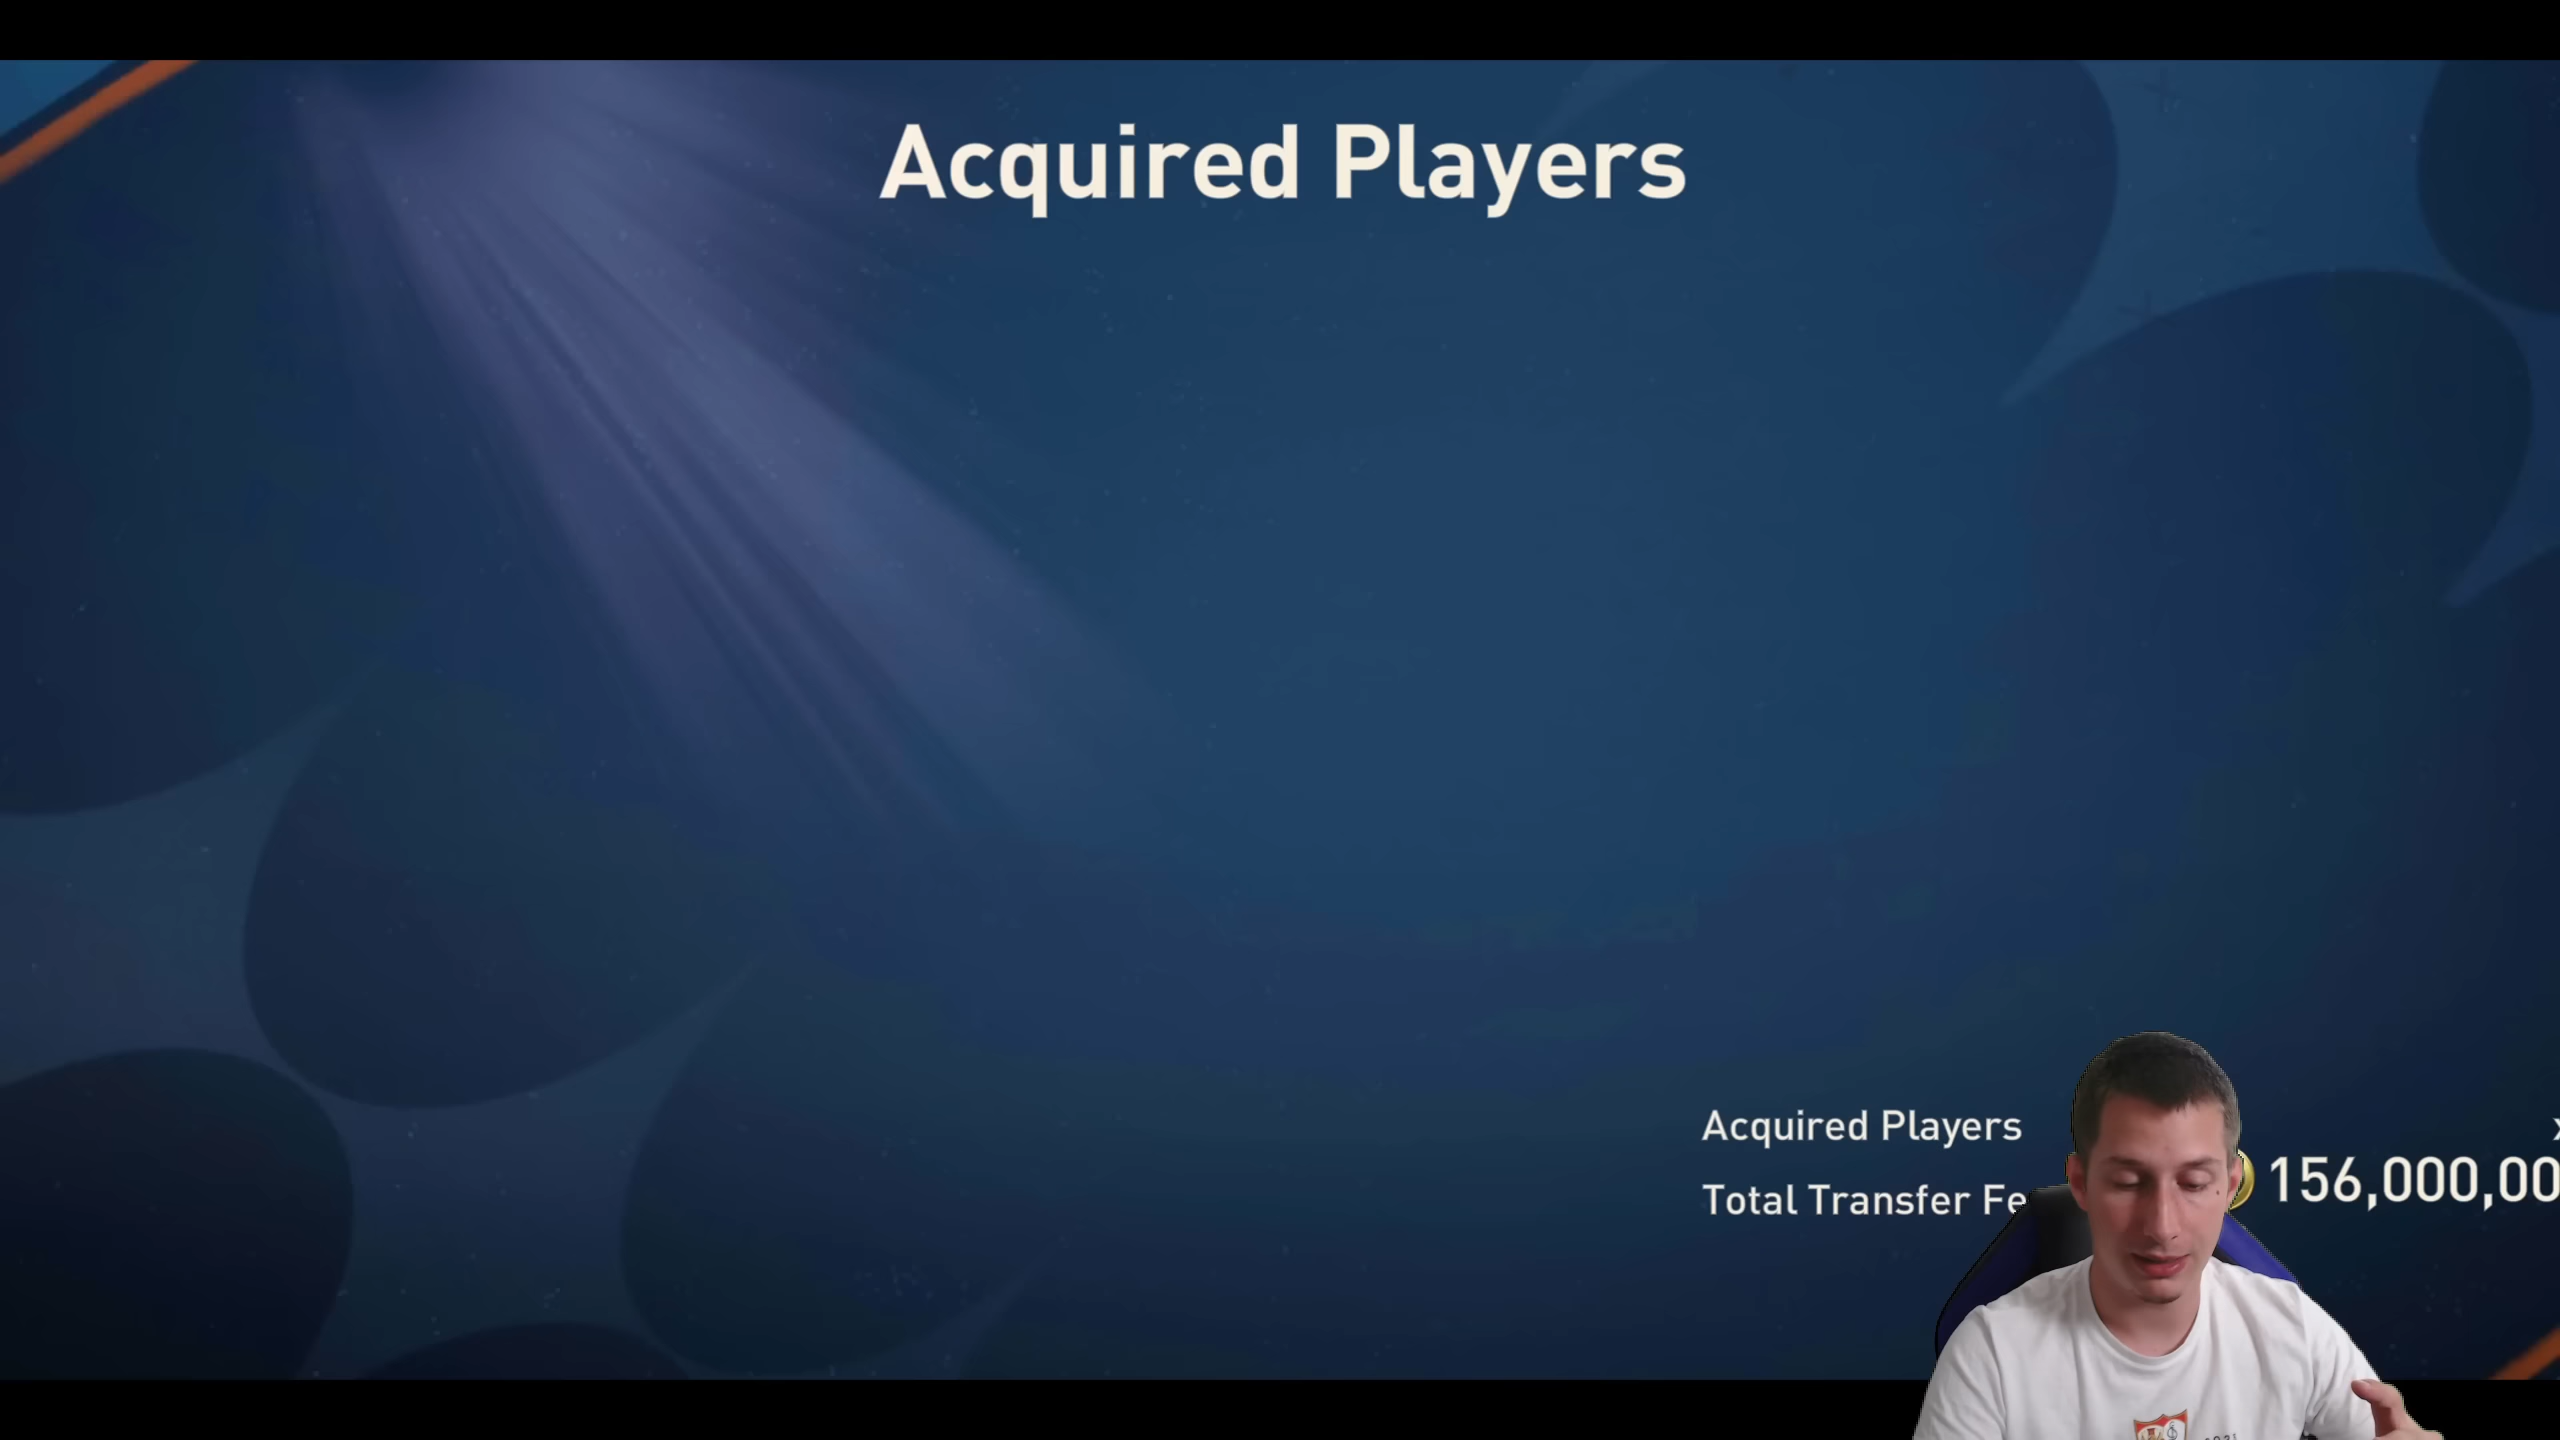 Acquired Players
Acquired Players
Total Transfer Fe
156,000,00